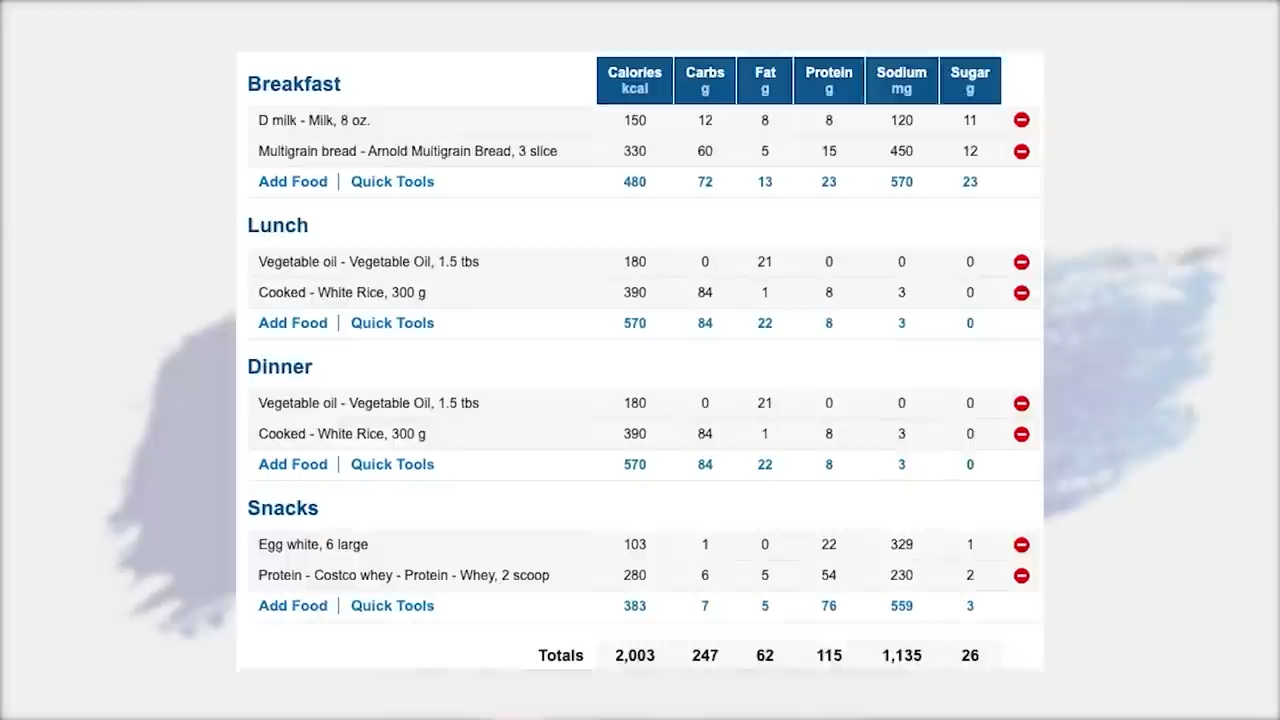 Breakfast Calories kcal Carbs g Fat g Protein g Sodium mg Sugar g
D milk - Milk, 8 oz. 150 12 8 8 120 11
Multigrain bread - Arnold Multigrain Bread, 3 slice 330 60 5 15 450 12
Add Food | Quick Tools 480 72 13 23 570 23
Lunch
Vegetable oil - Vegetable Oil, 1.5 tbs 180 0 21 0 0 0
Cooked - White Rice, 300 g 390 84 1 8 3 0
Add Food | Quick Tools 570 84 22 8 3 0
Dinner
Vegetable oil - Vegetable Oil, 1.5 tbs 180 0 21 0 0 0
Cooked - White Rice, 300 g 390 84 1 8 3 0
Add Food | Quick Tools 570 84 22 8 3 0
Snacks
Egg white, 6 large 103 1 0 22 329 1
Protein - Costco whey - Protein - Whey, 2 scoop 280 6 5 54 230 2
Add Food | Quick Tools 383 7 5 76 559 3
Totals 2,003 247 62 115 1,135 26